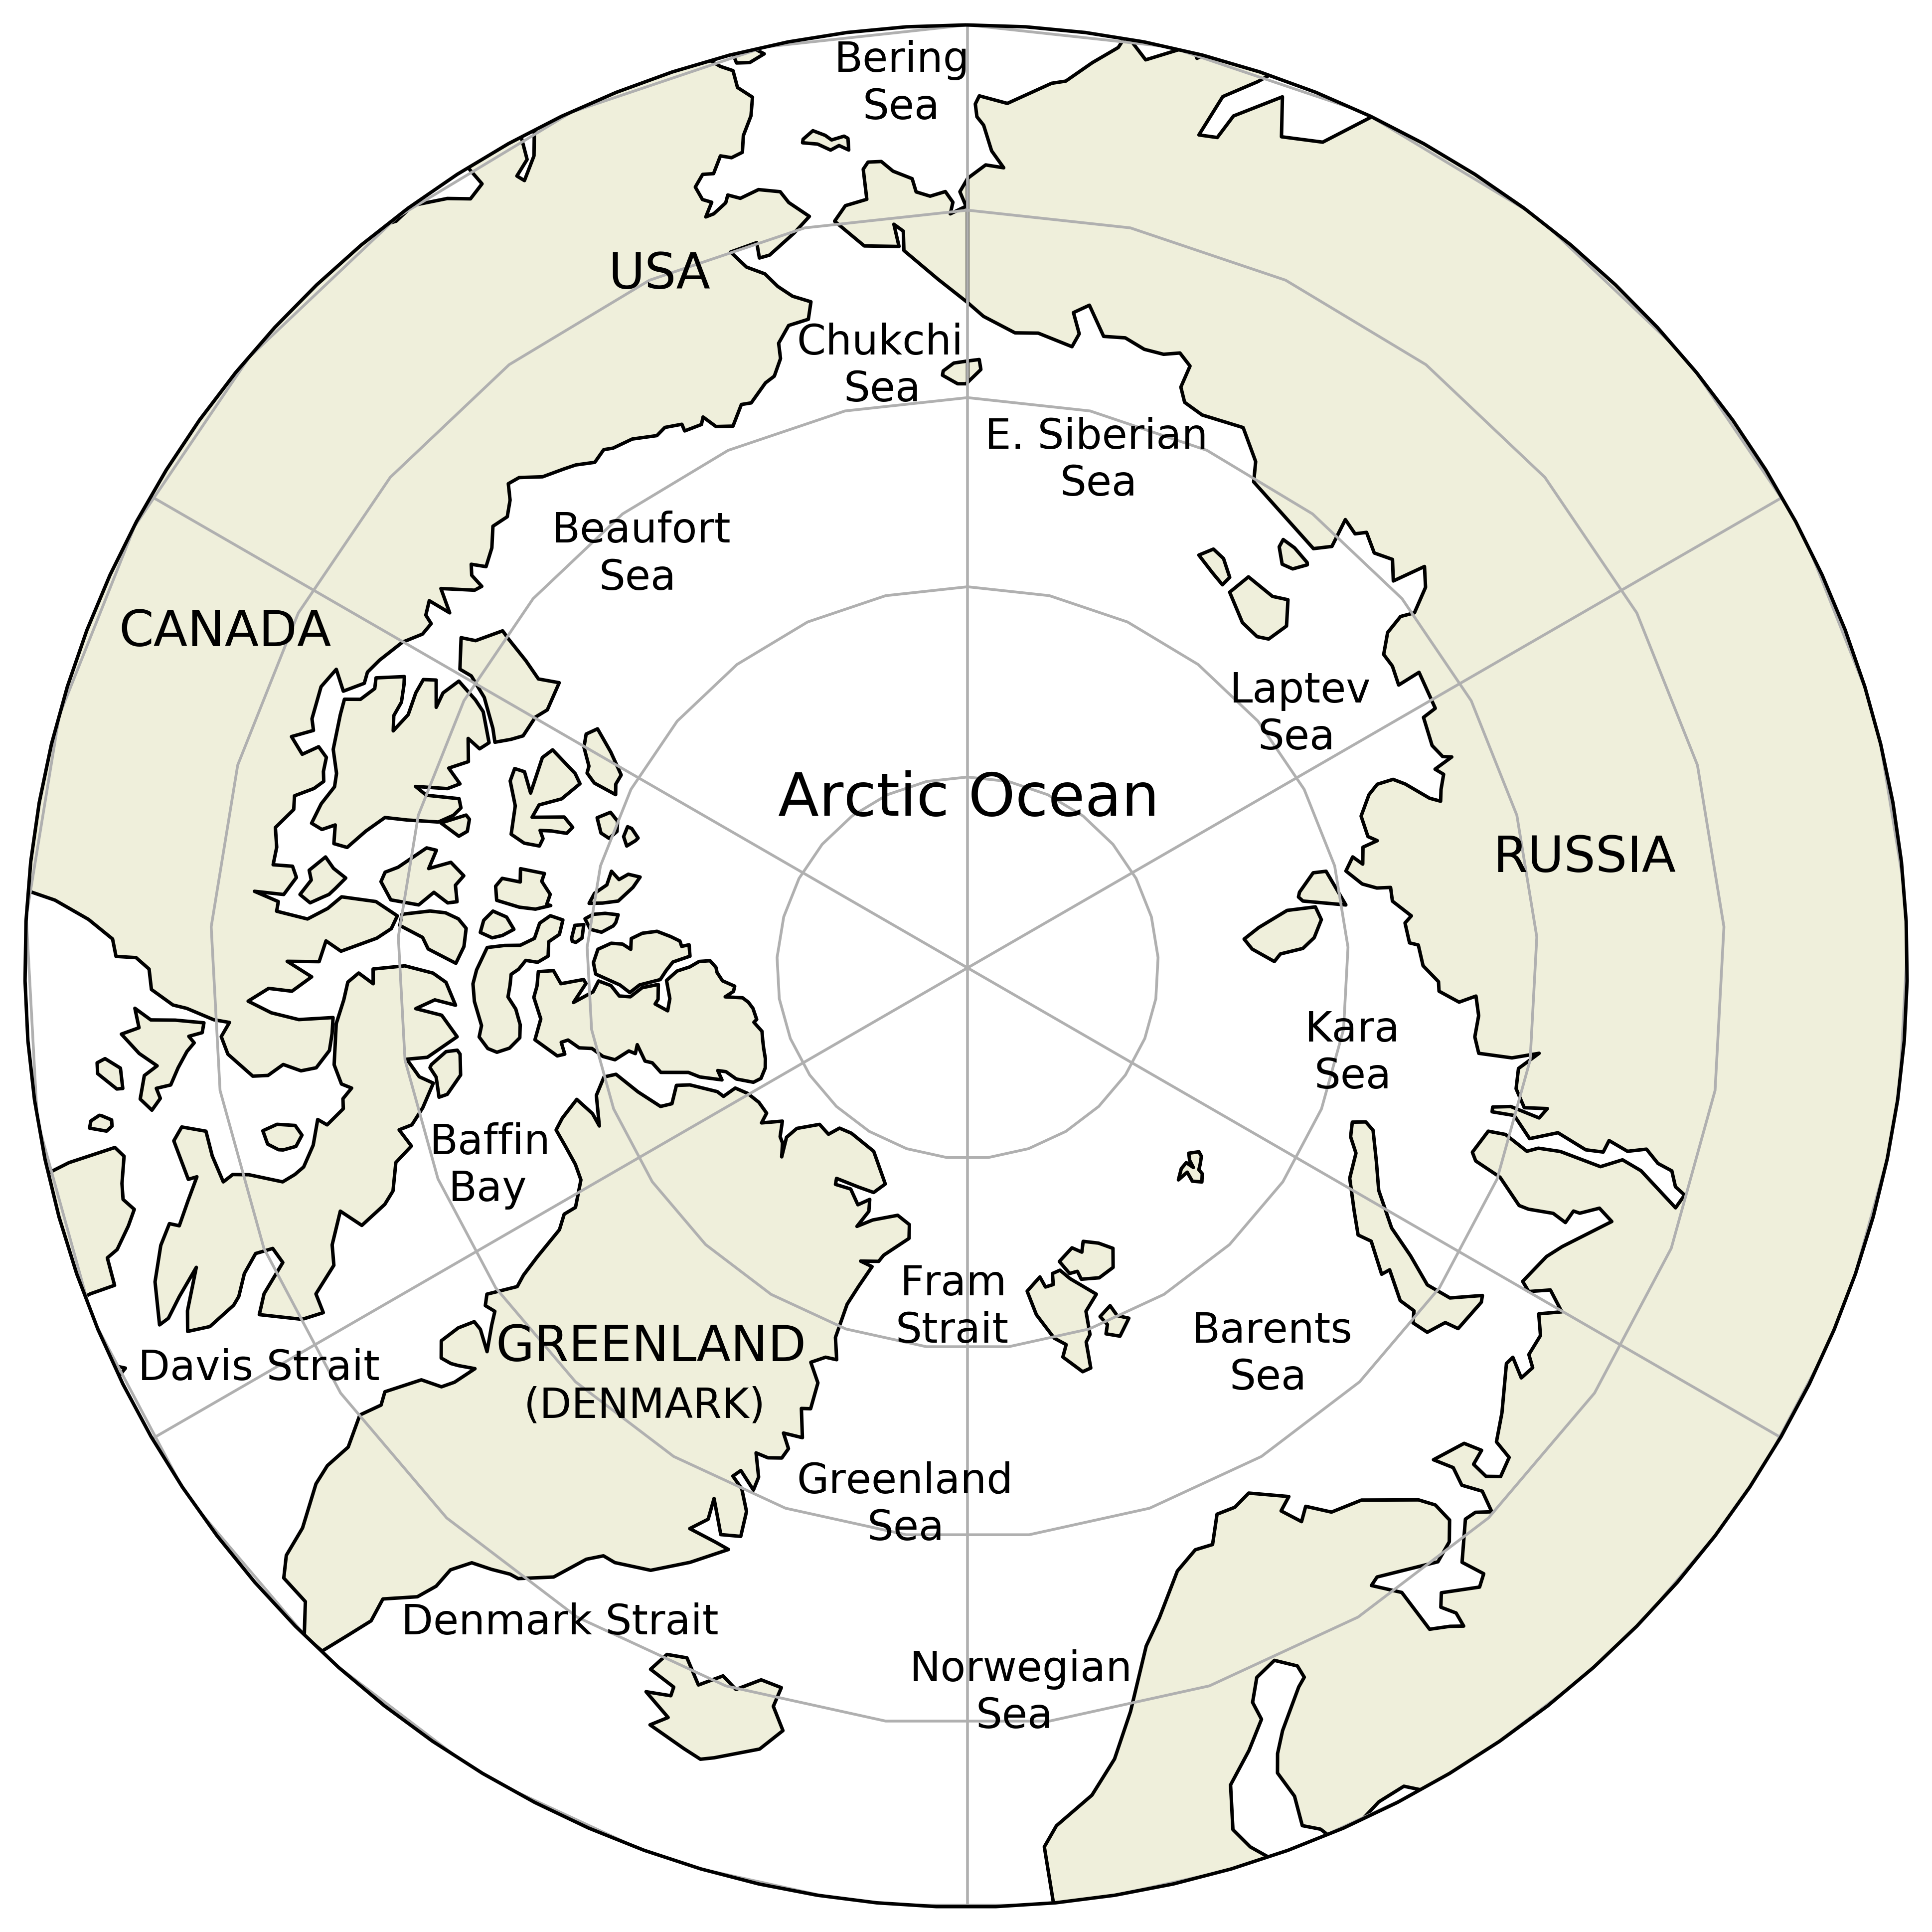 Bering
Sea
USA
Chukchi
Sea
E. Siberian
Sea
Beaufort
Sea
CANADA
Laptev
Sea
Arctic Ocean
RUSSIA
Kara
Sea
Baffin
Bay
Fram
Strait
Barents
Sea
GREENLAND
(DENMARK)
Davis Strait
Greenland
Sea
Denmark Strait
Norwegian
Sea